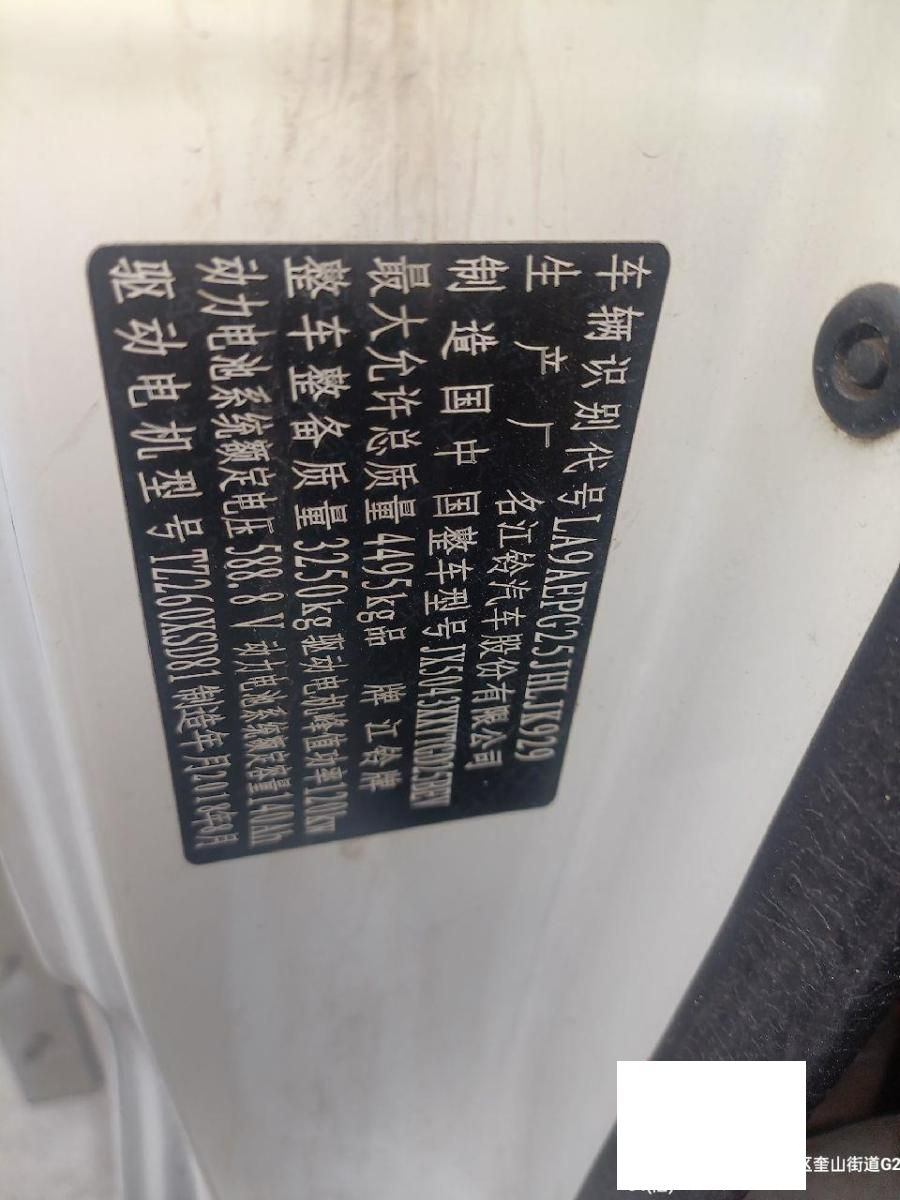 车辆识别代号LA9AEPG25JHLJK929
生产厂名江铃汽车股份有限公司
制造国中国整车型号JX5043XXYTGD25BEV
最大允许总质量4495kg品牌江铃牌
整车整备质量3250kg驱动电机峰值功率120kw
动力电池系统额定电压588.8V动力电池系统额定容量140Ah
驱动电机型号TZ260XSD81制造年月2018年8月
区奎山街道G2